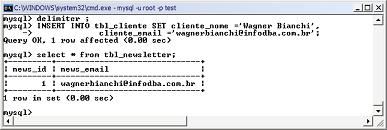 C:\WINDOWS\system32\cmd.exe - mysql -u root -p test
mysql> delimiter ;
mysql> INSERT INTO tbl_cliente SET cliente_nome ='Wagner Bianchi',
    -> cliente_email ='wagnerbianchi@infodba.com.br';
Query OK, 1 row affected (0.00 sec)
mysql> select * from tbl_newsletter;
+---------+------------------------------+
| news_id | news_email                   |
+---------+------------------------------+
|       1 | wagnerbianchi@infodba.com.br |
+---------+------------------------------+
1 row in set (0.00 sec)
mysql>